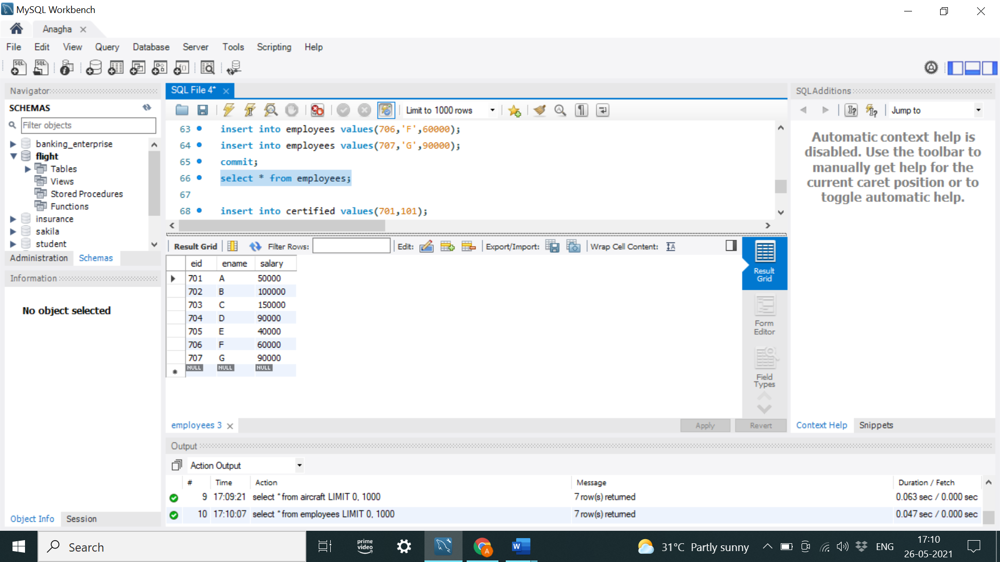 MySQL Workbench
Anagha
File Edit View Query Database Server Tools Scripting Help
Navigator
SCHEMAS
Filter objects
banking_enterprise
flight
Tables
Views
Stored Procedures
Functions
insurance
sakila
student
Administration Schemas
Information
No object selected
Object Info Session
SQL File 4*
Limit to 1000 rows
63 insert into employees values(706,'F',60000);
64 insert into employees values(707,'G',90000);
65 commit;
66 select * from employees;
67
68 insert into certified values(701,101);
Result Grid Filter Rows: Edit: Export/Import: Wrap Cell Content:
eid ename salary
701 A 50000
702 B 100000
703 C 150000
704 D 90000
705 E 40000
706 F 60000
707 G 90000
NULL NULL NULL
Result
Grid
Form
Editor
Field
Types
employees 3
Apply Revert
SQLAdditions
Jump to
Automatic context help is
disabled. Use the toolbar to
manually get help for the
current caret position or to
toggle automatic help.
Context Help Snippets
Output
Action Output
# Time Action Message Duration / Fetch
9 17:09:21 select * from aircraft LIMIT 0, 1000 7 row(s) returned 0.063 sec / 0.000 sec
10 17:10:07 select * from employees LIMIT 0, 1000 7 row(s) returned 0.047 sec / 0.000 sec
Search
prime
video
A
W
31°C Partly sunny
ENG
17:10
26-05-2021